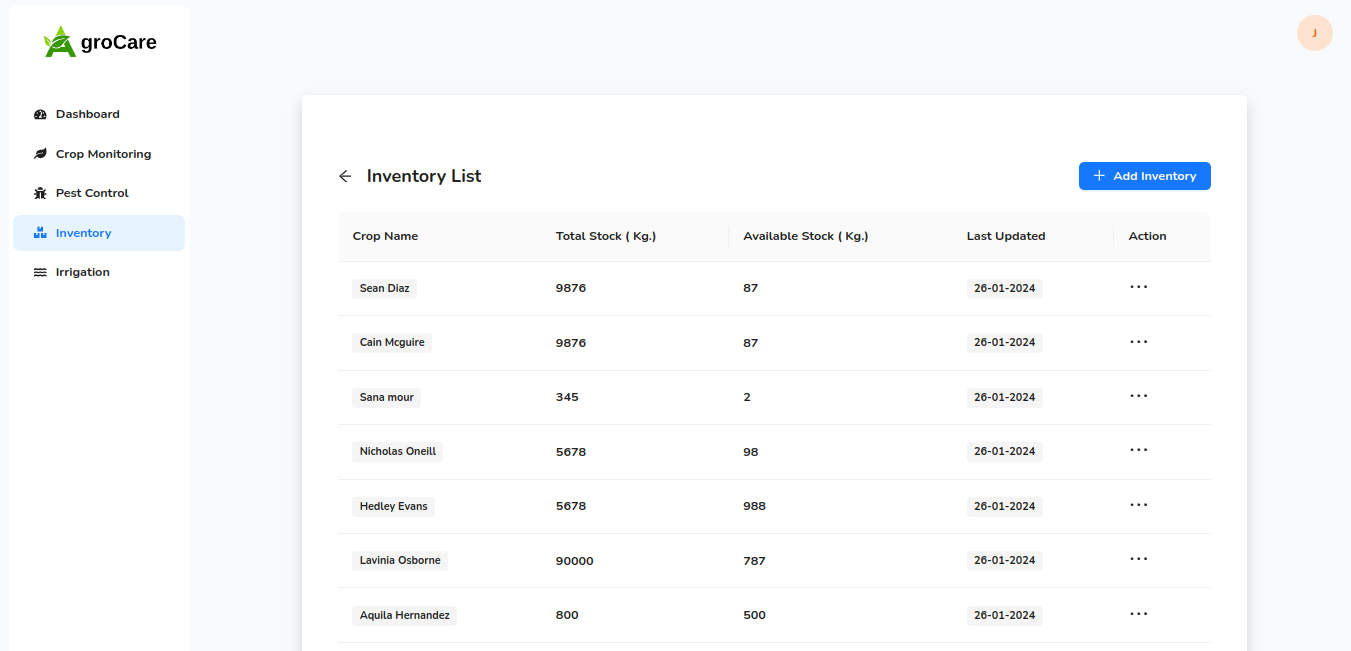 AgroCare
J
Dashboard
Crop Monitoring
Pest Control
Inventory
Irrigation
Inventory List
Add Inventory
Crop Name Total Stock ( Kg.) Available Stock ( Kg.) Last Updated Action
Sean Diaz 9876 87 26-01-2024
Cain Mcguire 9876 87 26-01-2024
Sana mour 345 2 26-01-2024
Nicholas Oneill 5678 98 26-01-2024
Hedley Evans 5678 988 26-01-2024
Lavinia Osborne 90000 787 26-01-2024
Aquila Hernandez 800 500 26-01-2024